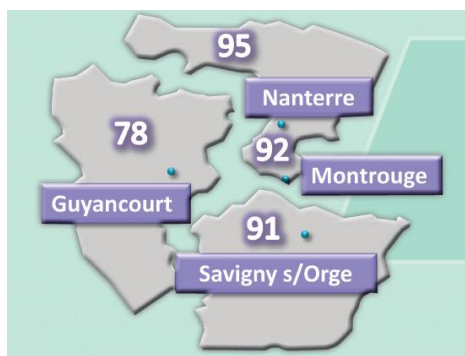 95
Nanterre
78
92
Montrouge
Guyancourt
91
Savigny s/Orge